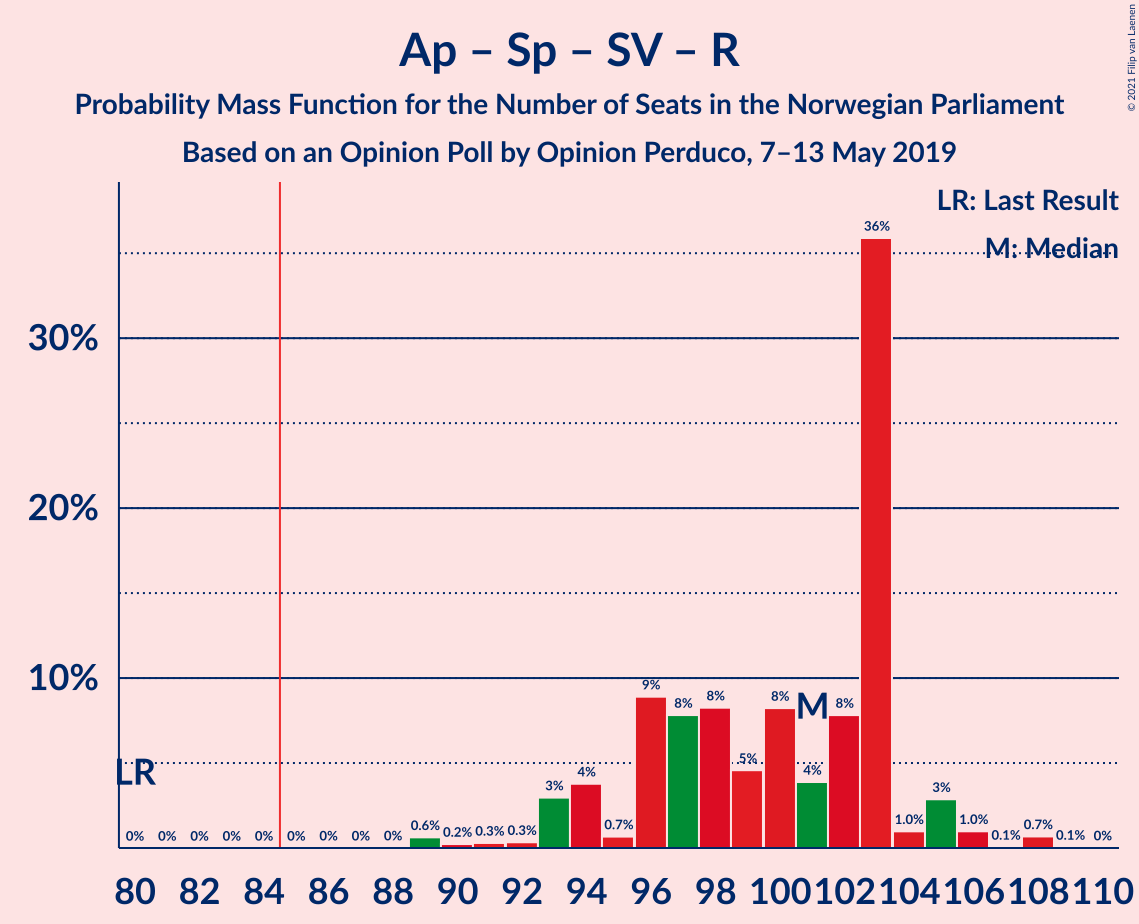 Ap – Sp – SV – R
Probability Mass Function for the Number of Seats in the Norwegian Parliament
Based on an Opinion Poll by Opinion Perduco, 7–13 May 2019
© 2021 Filip van Laenen
LR: Last Result
M: Median
30%
20%
10%
LR
M
0% 0% 0% 0% 0% 0% 0% 0% 0% 0.6% 0.2% 0.3% 0.3% 3% 4% 0.7% 9% 8% 8% 5% 8% 4% 8% 36% 1.0% 3% 1.0% 0.1% 0.7% 0.1% 0%
80 82 84 86 88 90 92 94 96 98 100 102 104 106 108 110